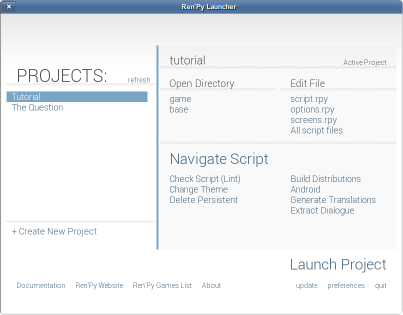 Ren'Py Launcher
PROJECTS:
refresh
Tutorial
The Question
+ Create New Project
tutorial
Active Project
Open Directory
game
base
Edit File
script.rpy
options.rpy
screens.rpy
All script files
Navigate Script
Check Script (Lint)
Change Theme
Delete Persistent
Build Distributions
Android
Generate Translations
Extract Dialogue
Launch Project
Documentation
Ren'Py Website
Ren'Py Games List
About
update
preferences
quit